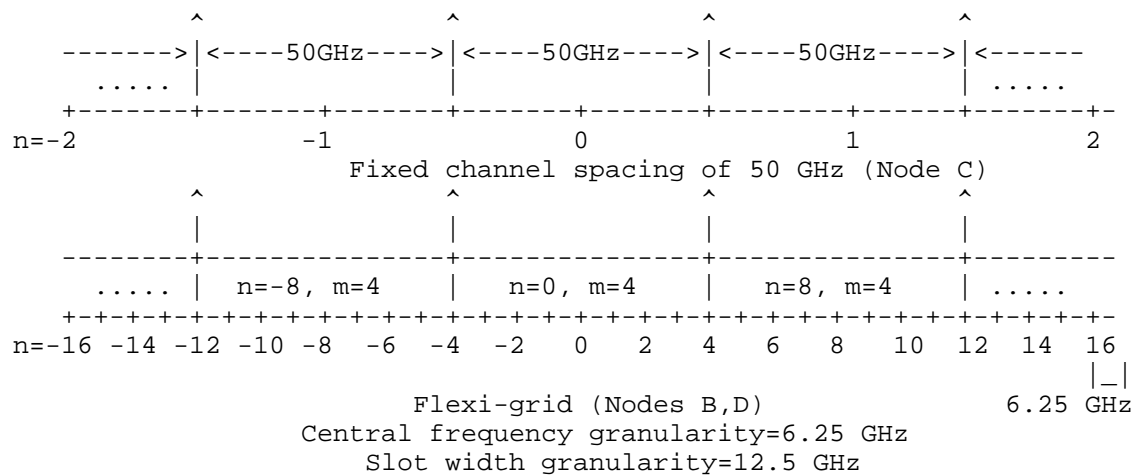 ^                   ^                   ^                   ^
       ------->|<----50GHz---->|<----50GHz---->|<----50GHz---->|<------
         ..... |               |               |               | .....
       +-------+-------+-------+-------+-------+-------+-------+-------+-
     n=-2             -1               0                1              2
                     Fixed channel spacing of 50 GHz (Node C)
               ^               ^               ^               ^
               |               |               |               |
       --------+---------------+---------------+---------------+---------
         ..... |  n=-8, m=4    |   n=0, m=4    |   n=8, m=4    | .....
       +-+-+-+-+-+-+-+-+-+-+-+-+-+-+-+-+-+-+-+-+-+-+-+-+-+-+-+-+-+-+-+-+-
     n=-16 -14 -12 -10 -8  -6  -4  -2  0   2   4   6   8   10  12  14  16
                                                                       |_|
                         Flexi-grid (Nodes B,D)               6.25 GHz
                  Central frequency granularity=6.25 GHz
                      Slot width granularity=12.5 GHz